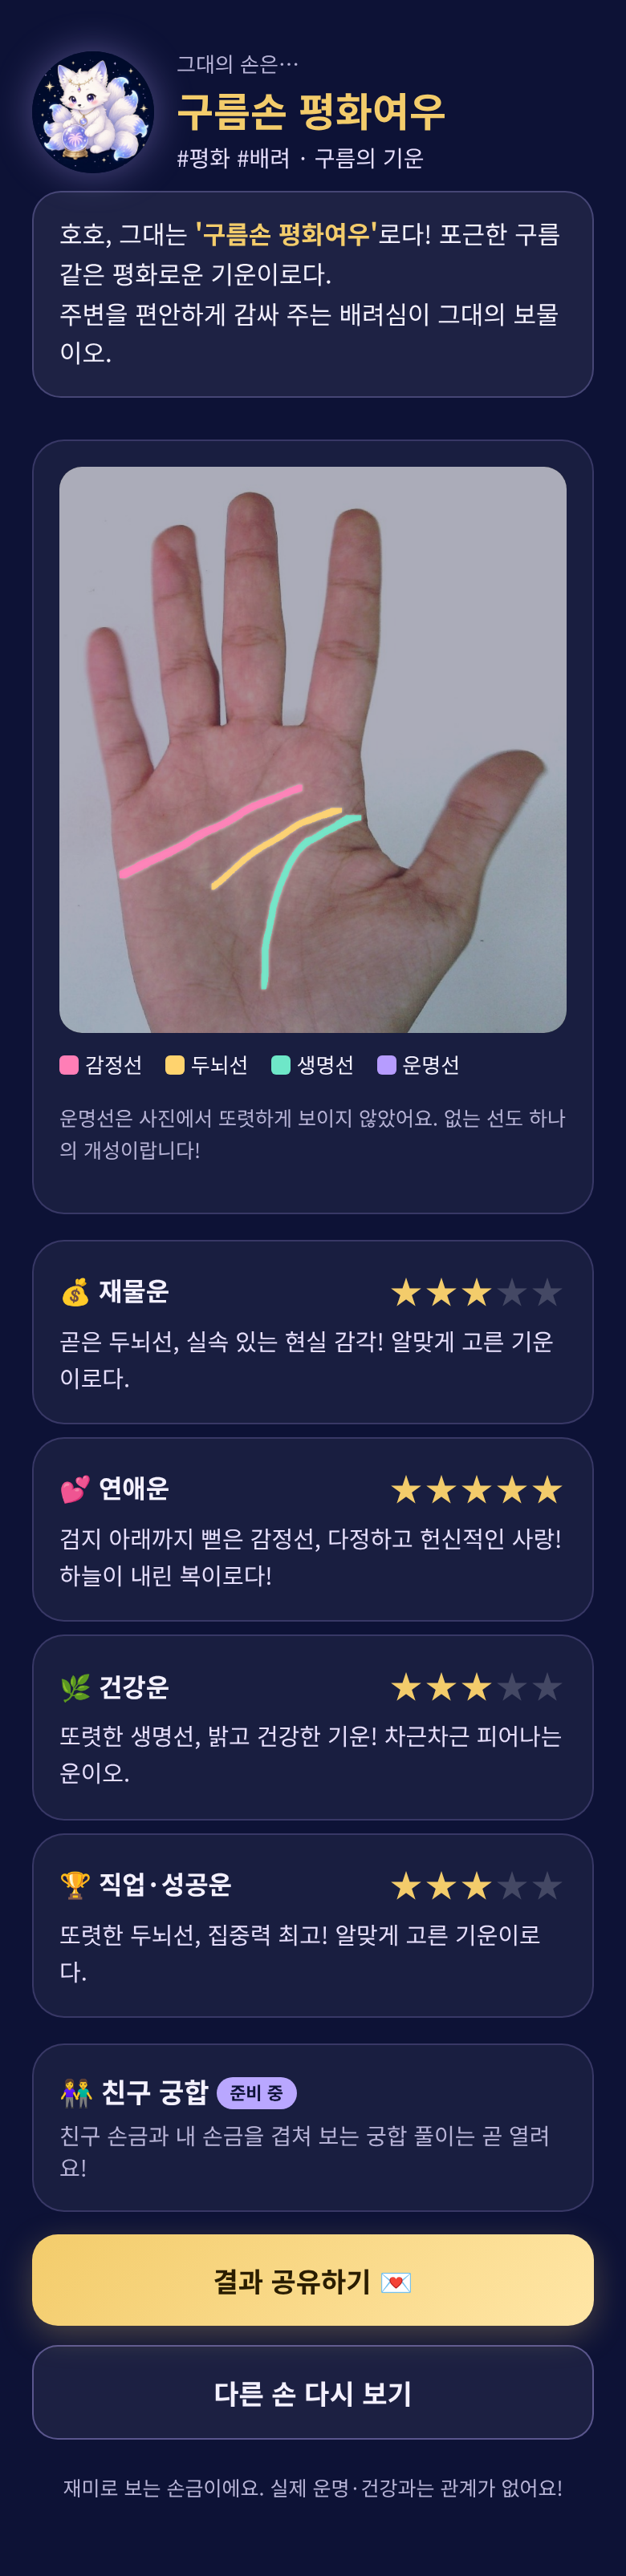 그대의 손은…
구름손 평화여우
#평화 #배려 · 구름의 기운
호호, 그대는 '구름손 평화여우'로다! 포근한 구름
같은 평화로운 기운이로다.
주변을 편안하게 감싸 주는 배려심이 그대의 보물
이오.
감정선 두뇌선 생명선 운명선
운명선은 사진에서 또렷하게 보이지 않았어요. 없는 선도 하나
의 개성이랍니다!
💰 재물운 ★★★★★
곧은 두뇌선, 실속 있는 현실 감각! 알맞게 고른 기운
이로다.
💕 연애운 ★★★★★
검지 아래까지 뻗은 감정선, 다정하고 헌신적인 사랑!
하늘이 내린 복이로다!
🌿 건강운 ★★★★★
또렷한 생명선, 밝고 건강한 기운! 차근차근 피어나는
운이오.
🏆 직업·성공운 ★★★★★
또렷한 두뇌선, 집중력 최고! 알맞게 고른 기운이로
다.
👫 친구 궁합 준비 중
친구 손금과 내 손금을 겹쳐 보는 궁합 풀이는 곧 열려
요!
결과 공유하기 💌
다른 손 다시 보기
재미로 보는 손금이에요. 실제 운명·건강과는 관계가 없어요!